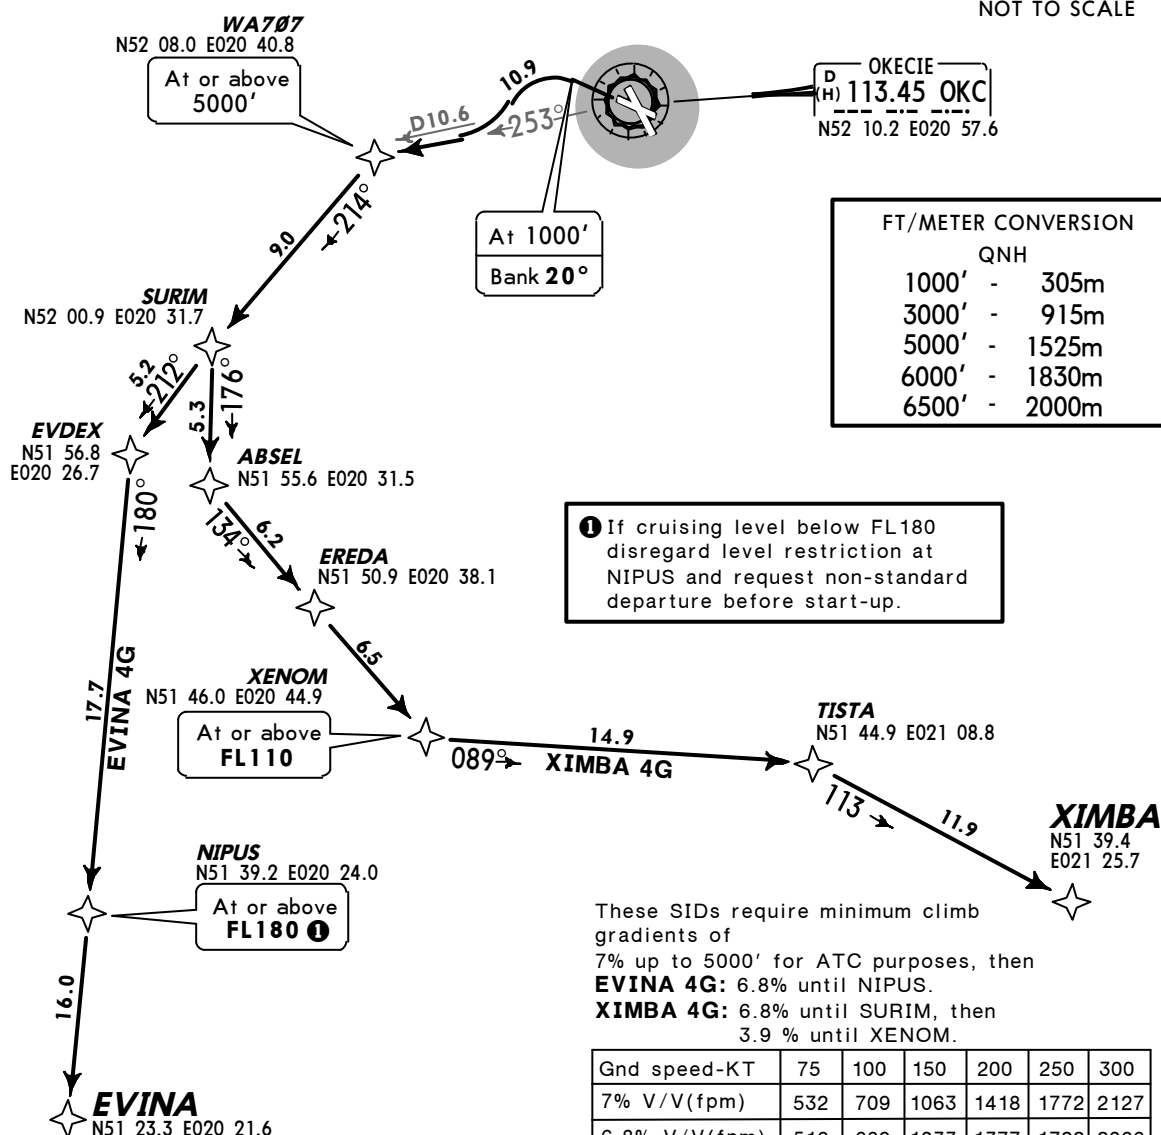 NOT TO SCALE
WA7Ø7
N52 08.0 E020 40.8
At or above
5000'
10.9
D10.6
253°
OKECIE
D
(H) 113.45 OKC
N52 10.2 E020 57.6
214°
9.0
At 1000'
Bank 20°
FT/METER CONVERSION
QNH
1000' - 305m
3000' - 915m
5000' - 1525m
6000' - 1830m
6500' - 2000m
SURIM
N52 00.9 E020 31.7
5.2
212°
176°
5.3
EVDEX
N51 56.8
E020 26.7
ABSEL
N51 55.6 E020 31.5
180°
134°
6.2
EREDA
N51 50.9 E020 38.1
❶ If cruising level below FL180
disregard level restriction at
NIPUS and request non-standard
departure before start-up.
6.5
17.7
EVINA 4G
XENOM
N51 46.0 E020 44.9
At or above
FL110
14.9
089°
XIMBA 4G
TISTA
N51 44.9 E021 08.8
113
11.9
XIMBA
N51 39.4
E021 25.7
NIPUS
N51 39.2 E020 24.0
At or above
FL180 ❶
16.0
EVINA
N51 23.3 E020 21.6
These SIDs require minimum climb
gradients of
7% up to 5000' for ATC purposes, then
EVINA 4G: 6.8% until NIPUS.
XIMBA 4G: 6.8% until SURIM, then
3.9 % until XENOM.
Gnd speed-KT 75 100 150 200 250 300
7% V/V(fpm) 532 709 1063 1418 1772 2127
6.8% V/V(fpm)